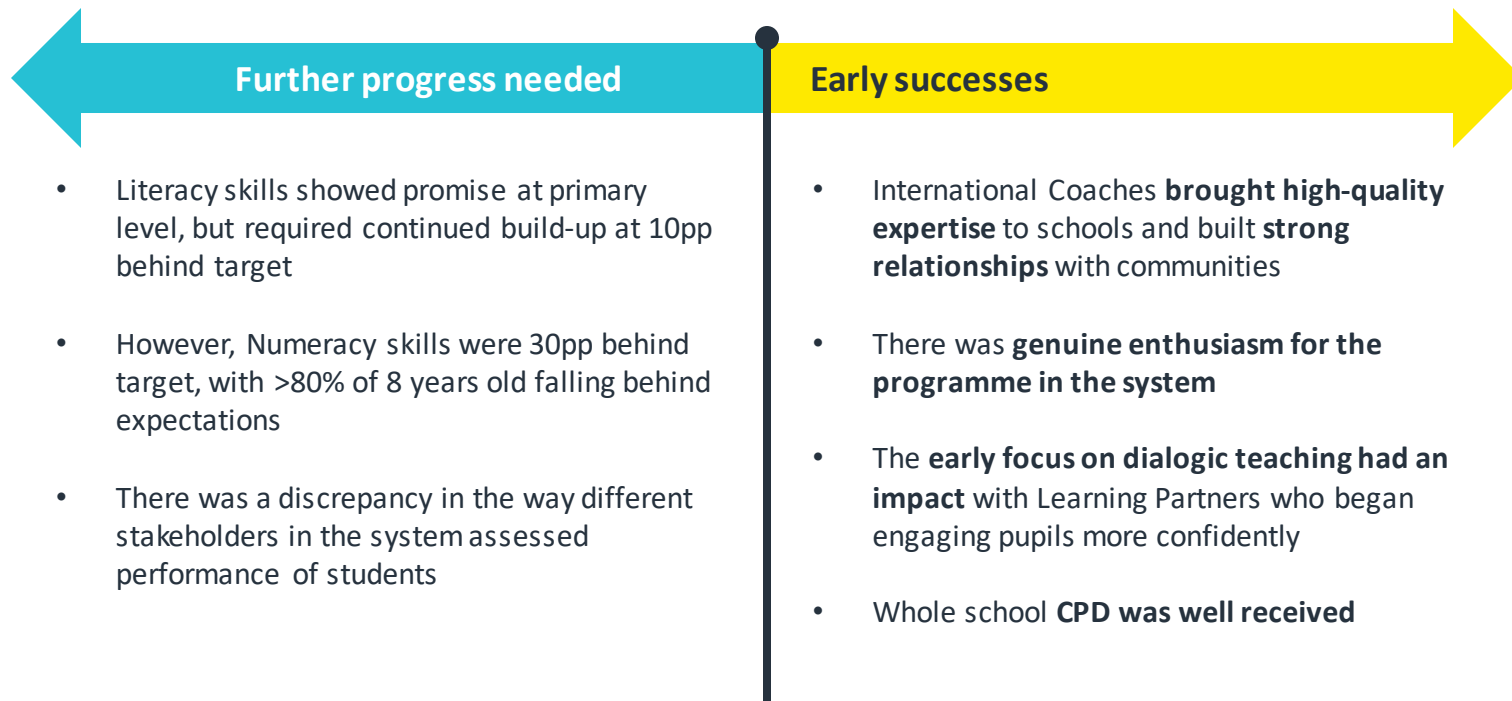 Further progress needed
• Literacy skills showed promise at primary
level, but required continued build-up at 10pp
behind target
• However, Numeracy skills were 30pp behind
target, with >80% of 8 years old falling behind
expectations
• There was a discrepancy in the way different
stakeholders in the system assessed
performance of students
Early successes
• International Coaches brought high-quality
expertise to schools and built strong
relationships with communities
• There was genuine enthusiasm for the
programme in the system
• The early focus on dialogic teaching had an
impact with Learning Partners who began
engaging pupils more confidently
• Whole school CPD was well received